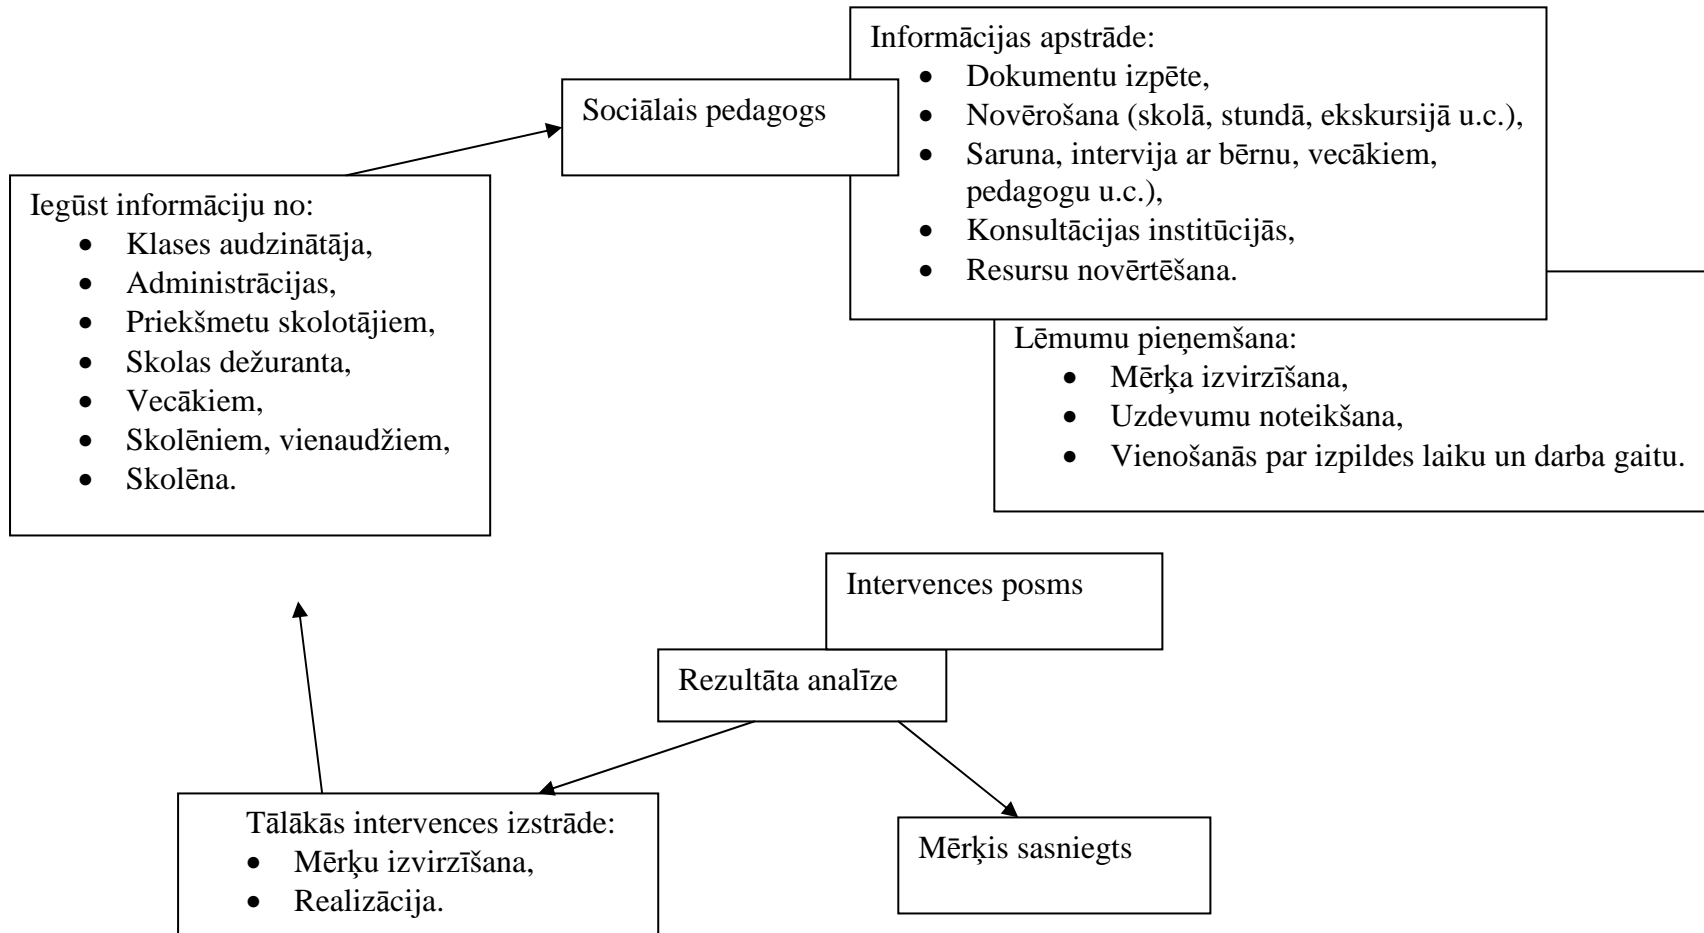 Informācijas apstrāde:
• Dokumentu izpēte,
• Novērošana (skolā, stundā, ekskursijā u.c.),
• Saruna, intervija ar bērnu, vecākiem,
pedagogu u.c.),
• Konsultācijas institūcijās,
• Resursu novērtēšana.
Sociālais pedagogs
Iegūst informāciju no:
• Klases audzinātāja,
• Administrācijas,
• Priekšmetu skolotājiem,
• Skolas dežuranta,
• Vecākiem,
• Skolēniem, vienaudžiem,
• Skolēna.
Lēmumu pieņemšana:
• Mērķa izvirzīšana,
• Uzdevumu noteikšana,
• Vienošanās par izpildes laiku un darba gaitu.
Intervences posms
Rezultāta analīze
Tālākās intervences izstrāde:
• Mērķu izvirzīšana,
• Realizācija.
Mērķis sasniegts